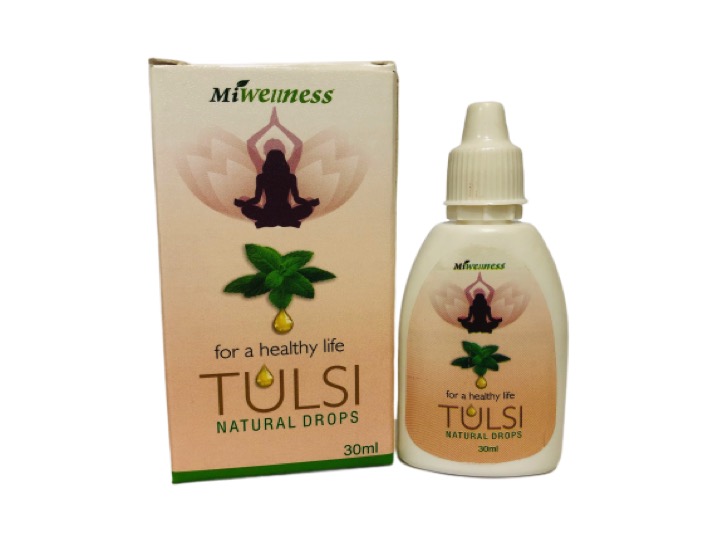 Miwellness
for a healthy life
TULSI
NATURAL DROPS
30ml
Miwellness
for a healthy life
TULSI
NATURAL DROPS
30ml